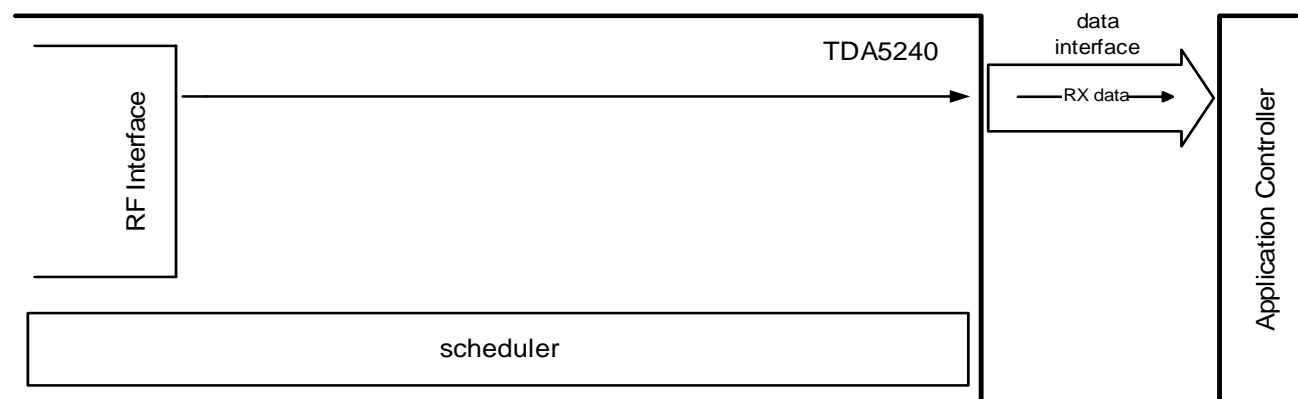 data
interface
TDA5240
RX data
RF Interface
Application Controller
scheduler